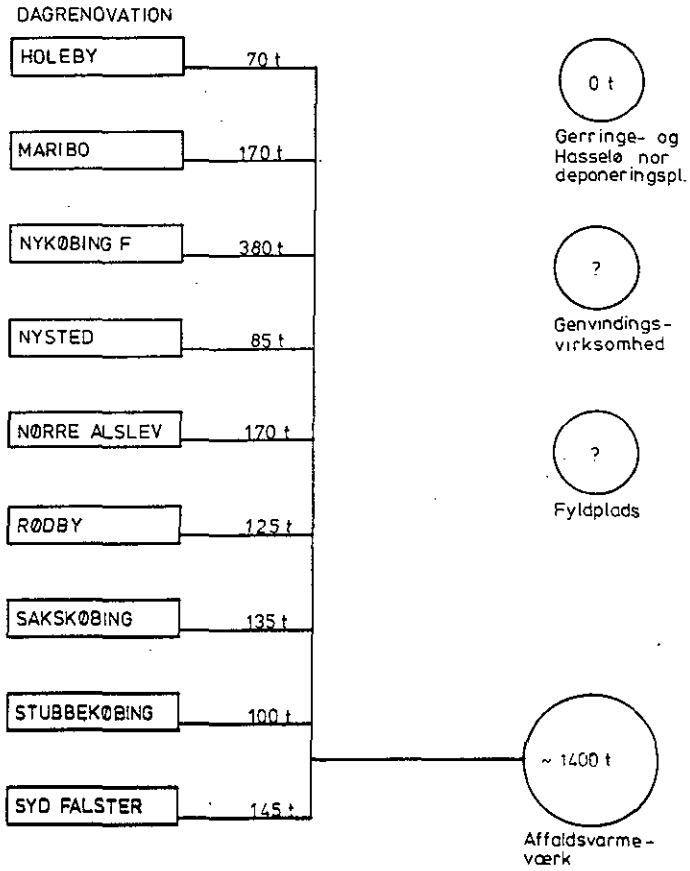 DAGRENOVATION
HOLEBY 70 t
MARIBO 170 t
NYKØBING F 380 t
NYSTED 85 t
NØRRE ALSLEV 170 t
RØDBY 125 t
SAKSKØBING 135 t
STUBBEKØBING 100 t
SYD FALSTER 145 t
0 t
Gerringe- og
Hasselø nor
deponeringspl.
?
Genvindings-
virksomhed
?
Fyldplads
~ 1400 t
Affaldsvarme-
værk